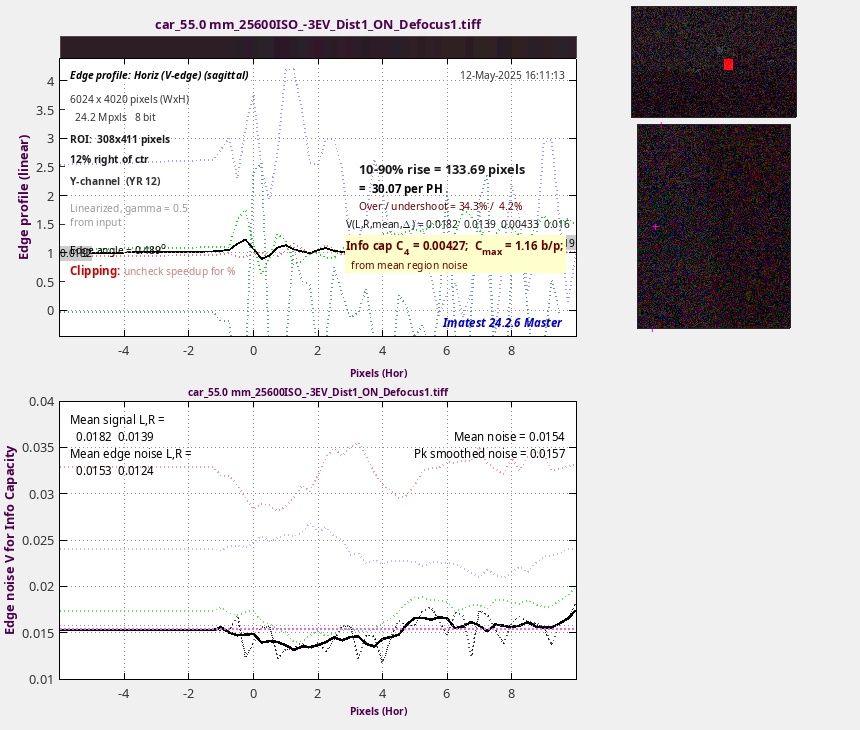 car_55.0 mm_25600ISO_-3EV_Dist1_ON_Defocus1.tiff
Edge profile: Horiz (V-edge) (sagittal)
12-May-2025 16:11:13
6024 x 4020 pixels (WxH)
24.2 Mpxls   8 bit
ROI:  308x411 pixels
12% right of ctr
Y-channel  (YR 12)
Linearized, gamma = 0.5
from input
Edge angle = 0.489°
Clipping: uncheck speedup for %
10-90% rise = 133.69 pixels
= 30.07 per PH
Over-/undershoot = 34.3% /  4.2%
V(L,R,mean,Δ) = 0.0182  0.0139  0.00433  0.016
Info cap C4 = 0.00427;  Cmax = 1.16 b/p;
from mean region noise
Imatest 24.2.6 Master
Edge profile (linear)
4
3.5
3
2.5
2
1.5
1
0.5
0
-4 -2 0 2 4 6 8
Pixels (Hor)
car_55.0 mm_25600ISO_-3EV_Dist1_ON_Defocus1.tiff
Mean signal L,R =
0.0182  0.0139
Mean edge noise L,R =
0.0153  0.0124
Mean noise = 0.0154
Pk smoothed noise = 0.0157
Edge noise V for Info Capacity
0.04
0.035
0.03
0.025
0.02
0.015
0.01
-4 -2 0 2 4 6 8
Pixels (Hor)